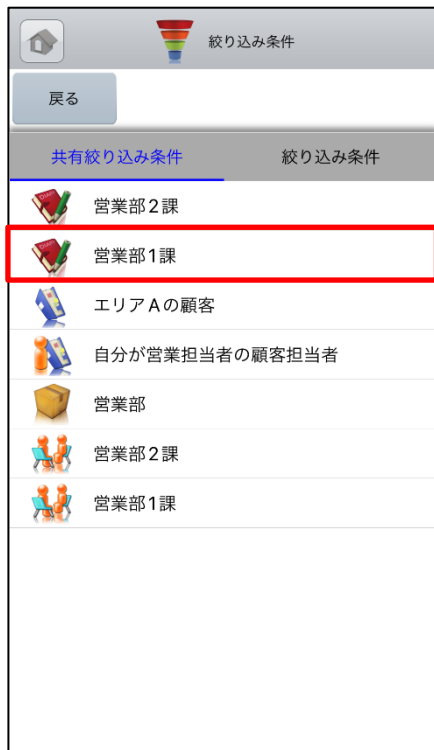 絞り込み条件
戻る
共有絞り込み条件 絞り込み条件
営業部2課
営業部1課
エリアAの顧客
自分が営業担当者の顧客担当者
営業部
営業部2課
営業部1課